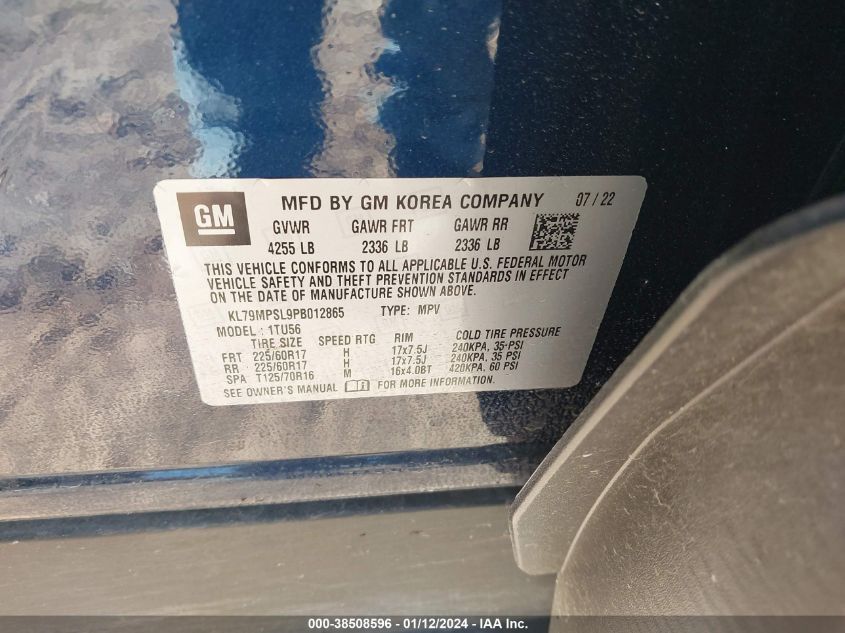 GM MFD BY GM KOREA COMPANY 07/22
GVWR GAWR FRT GAWR RR
4255 LB 2336 LB 2336 LB
THIS VEHICLE CONFORMS TO ALL APPLICABLE U.S. FEDERAL MOTOR
VEHICLE SAFETY AND THEFT PREVENTION STANDARDS IN EFFECT
ON THE DATE OF MANUFACTURE SHOWN ABOVE.
KL79MPSL9PB012865 TYPE: MPV
MODEL: 1TU56
TIRE SIZE SPEED RTG RIM COLD TIRE PRESSURE
FRT 225/60R17 H 17x7.5J 240KPA, 35 PSI
RR 225/60R17 H 17x7.5J 240KPA, 35 PSI
SPA T125/70R16 M 16x4.0BT 420KPA, 60 PSI
SEE OWNER'S MANUAL FOR MORE INFORMATION.
000-38508596 - 01/12/2024 - IAA Inc.